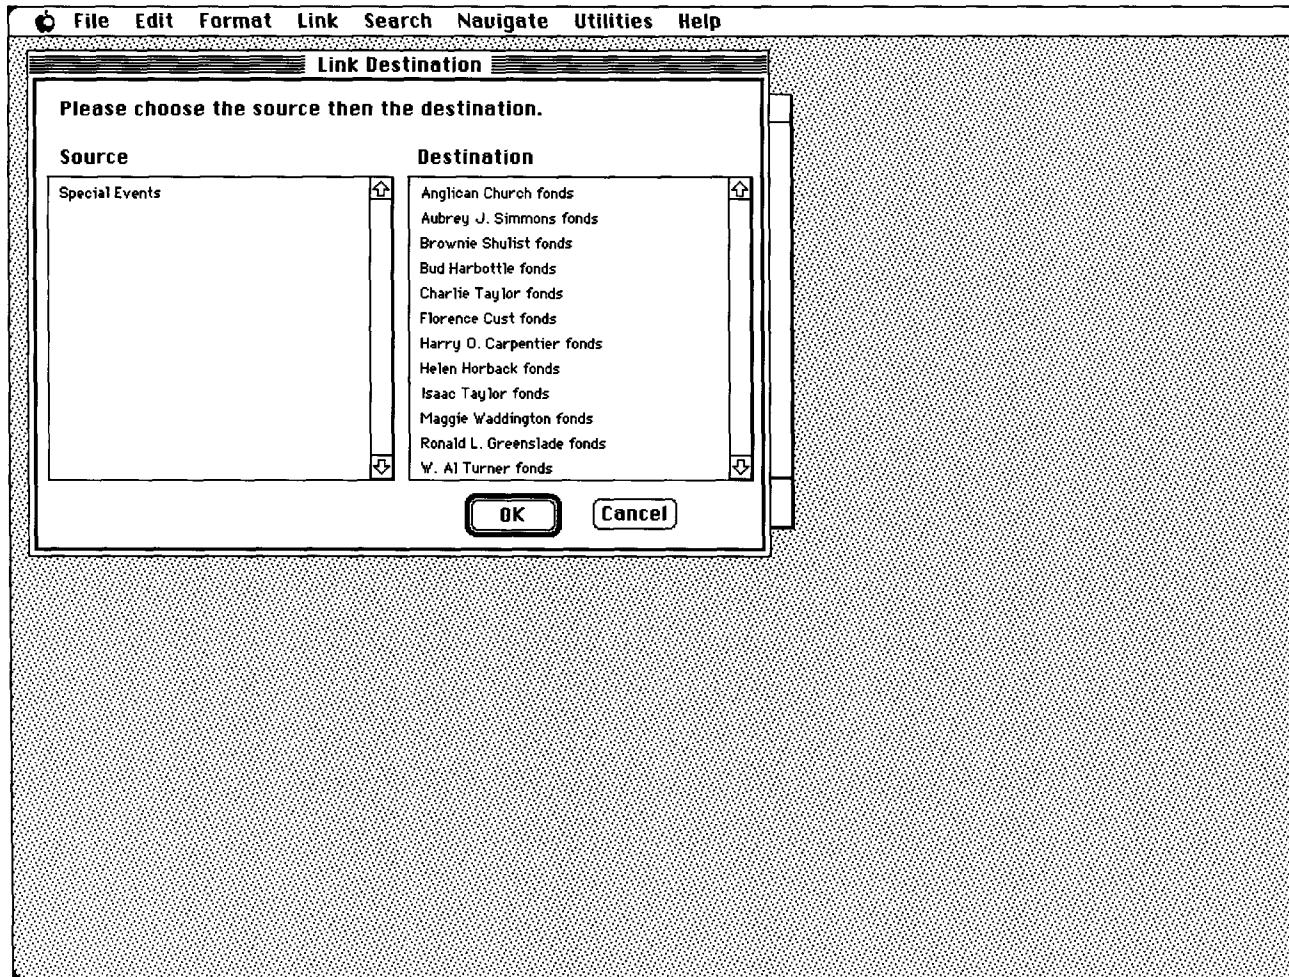 File Edit Format Link Search Navigate Utilities Help
Link Destination
Please choose the source then the destination.
Source
Special Events
Destination
Anglican Church fonds
Aubrey J. Simmons fonds
Brownie Shulist fonds
Bud Harbottle fonds
Charlie Taylor fonds
Florence Cust fonds
Harry O. Carpentier fonds
Helen Horback fonds
Isaac Taylor fonds
Maggie Waddington fonds
Ronald L. Greenslade fonds
W. Al Turner fonds
OK
Cancel